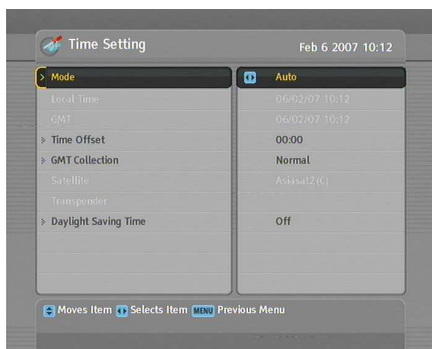 Time Setting
Feb 6 2007 10:12
Mode Auto
Local Time 06/02/07 10:12
GMT 06/02/07 10:12
Time Offset 00:00
GMT Collection Normal
Satellite Asiasat2(C)
Transponder
Daylight Saving Time Off
Moves Item Selects Item MENU Previous Menu